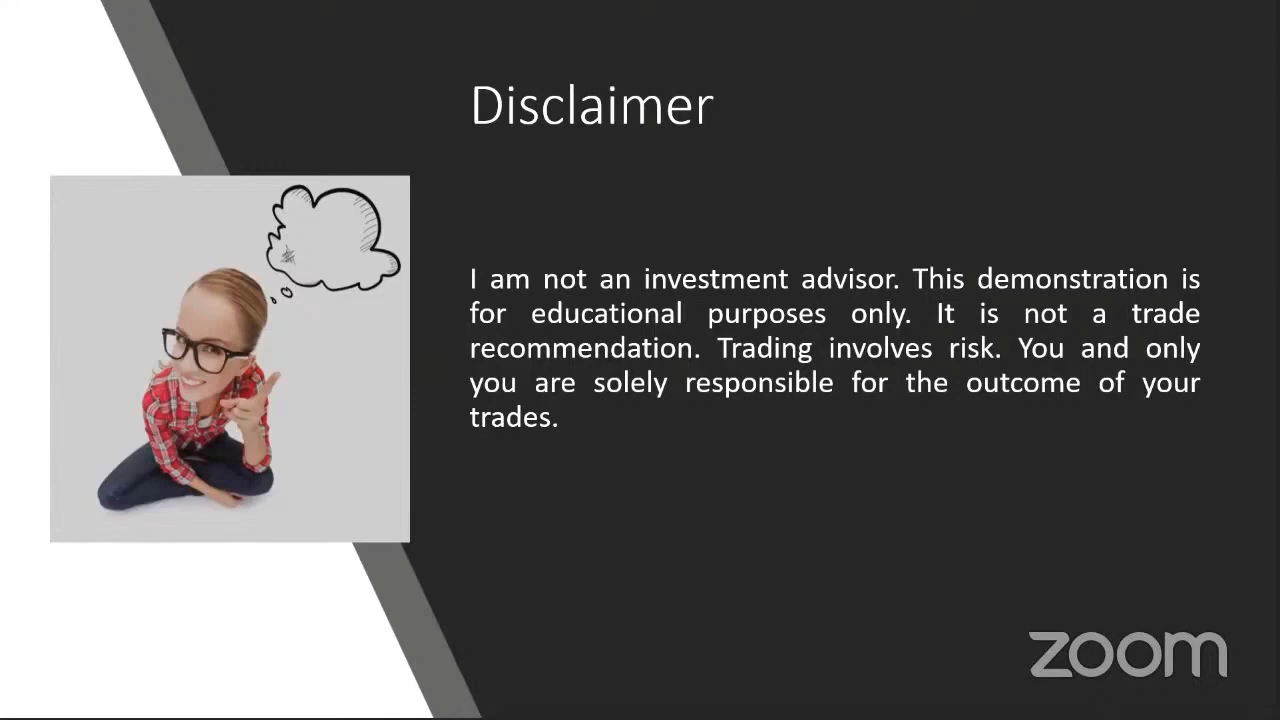 Disclaimer
I am not an investment advisor. This demonstration is
for educational purposes only. It is not a trade
recommendation. Trading involves risk. You and only
you are solely responsible for the outcome of your
trades.
zoom